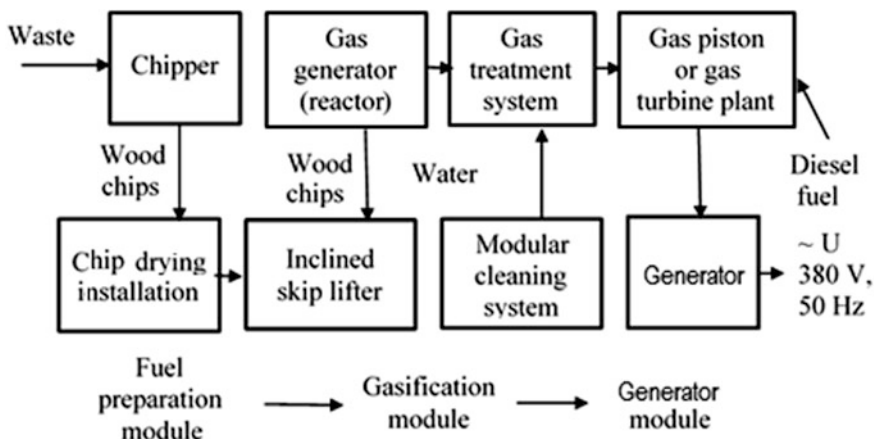 Waste
Chipper
Gas
generator
(reactor)
Gas
treatment
system
Gas piston
or gas
turbine plant
Wood
chips
Wood
chips
Water
Diesel
fuel
Chip drying
installation
Inclined
skip lifter
Modular
cleaning
system
Generator
~ U
380 V,
50 Hz
Fuel
preparation
module
Gasification
module
Generator
module